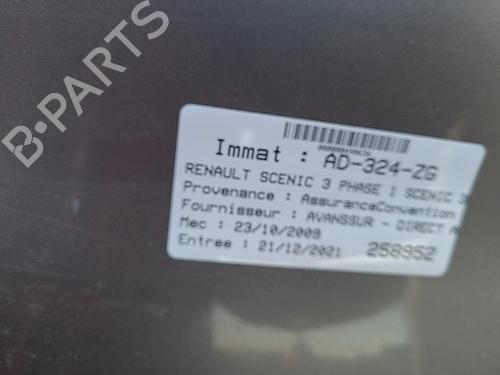 B-PARTS
Immat : AD-324-ZG
RENAULT SCENIC 3 PHASE 1 SCENIC 3
Provenance : AssuranceConvention
Fournisseur : AVANSSUR - DIRECT A
Mec : 23/10/2009
Entree : 21/12/2021 258952